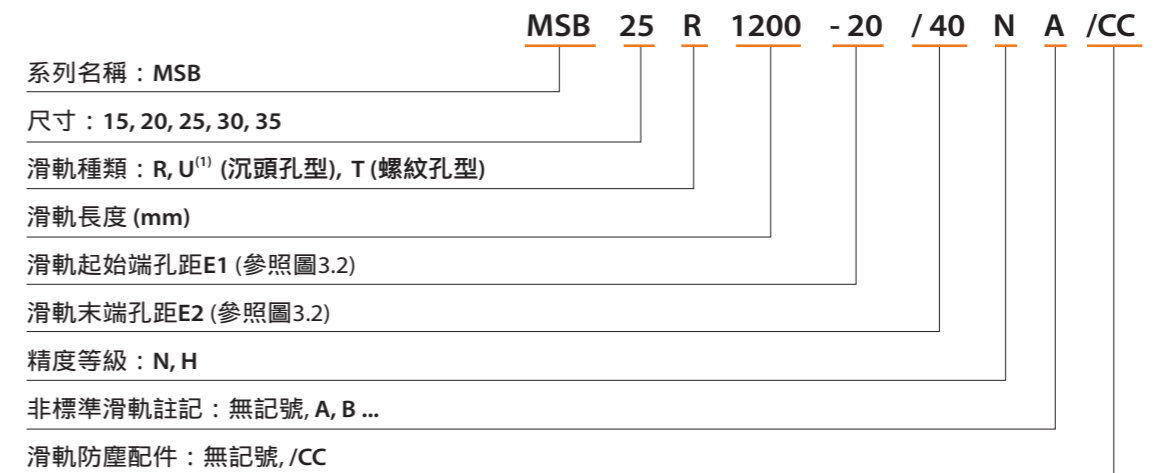 MSB 25 R 1200 - 20 / 40 N A /CC
系列名稱：MSB
尺寸：15, 20, 25, 30, 35
滑軌種類：R, U⁽¹⁾ (沉頭孔型), T (螺紋孔型)
滑軌長度 (mm)
滑軌起始端孔距E1 (參照圖3.2)
滑軌末端孔距E2 (參照圖3.2)
精度等級：N, H
非標準滑軌註記：無記號, A, B ...
滑軌防塵配件：無記號, /CC